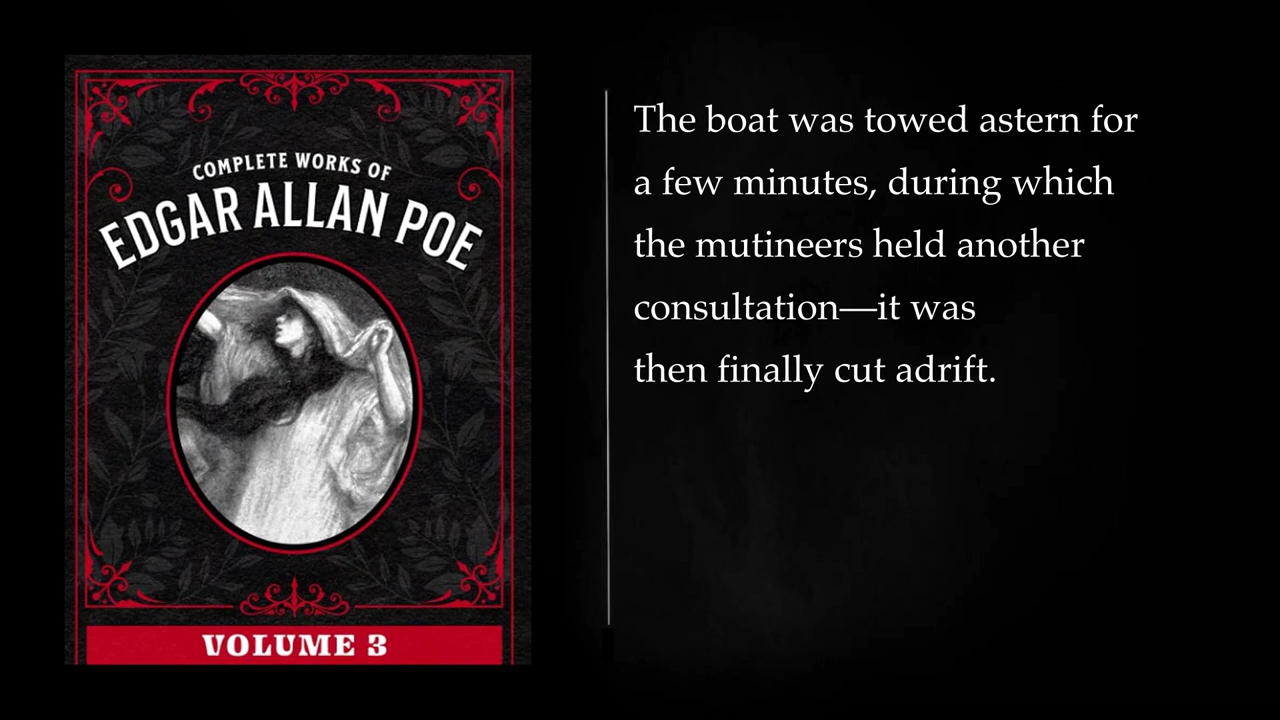 COMPLETE WORKS OF
EDGAR ALLAN POE
VOLUME 3
The boat was towed astern for
a few minutes, during which
the mutineers held another
consultation—it was
then finally cut adrift.